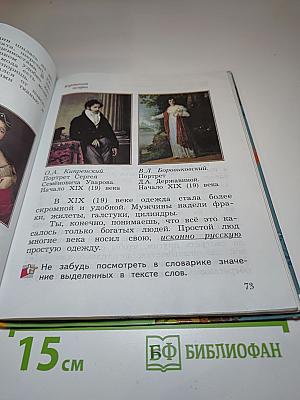 О.А. Кипренский.
Портрет Сергея
Семёновича Уварова.
Начало XIX (19) века
В.Л. Боровиковский.
Портрет
Д.А. Державиной.
Начало XIX (19) века
В XIX (19) веке одежда стала более
скромной и удобной. Мужчины надели фра-
ки, жилеты, галстуки, цилиндры.
Ты, конечно, понимаешь, что всё это ка-
салось только богатых людей. Простой люд
многие века носил свою, исконно русскую
простую одежду.
Не забудь посмотреть в словарике значе-
ние выделенных в тексте слов.
73
15 см
БФ БИБЛИОФАН